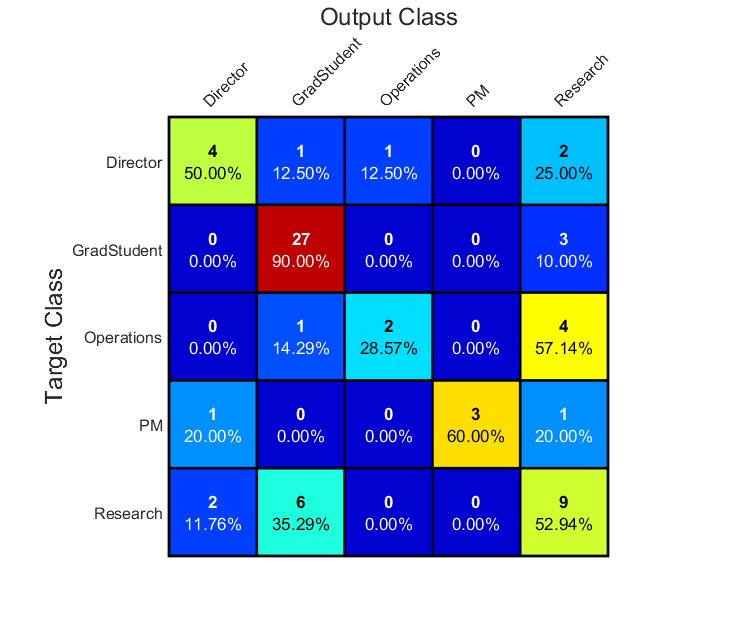 Output Class
Director GradStudent Operations PM Research
Target Class
Director
4 1 1 0 2
50.00% 12.50% 12.50% 0.00% 25.00%
GradStudent
0 27 0 0 3
0.00% 90.00% 0.00% 0.00% 10.00%
Operations
0 1 2 0 4
0.00% 14.29% 28.57% 0.00% 57.14%
PM
1 0 0 3 1
20.00% 0.00% 0.00% 60.00% 20.00%
Research
2 6 0 0 9
11.76% 35.29% 0.00% 0.00% 52.94%